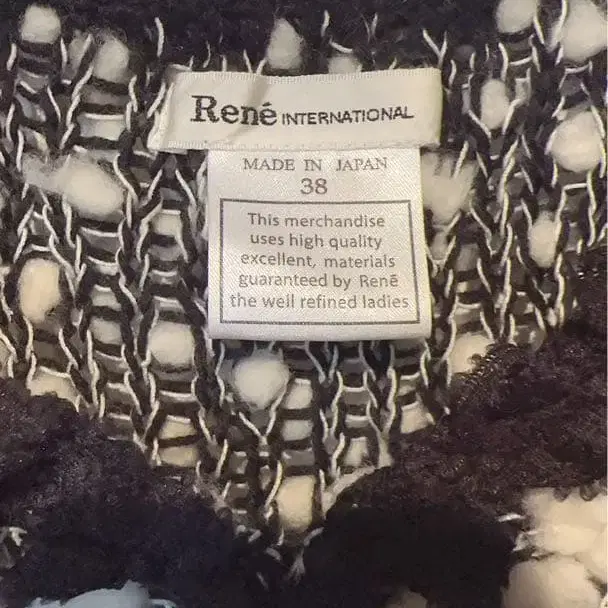 René INTERNATIONAL
MADE IN JAPAN
38
This merchandise
uses high quality
excellent, materials
guaranteed by René
the well refined ladies